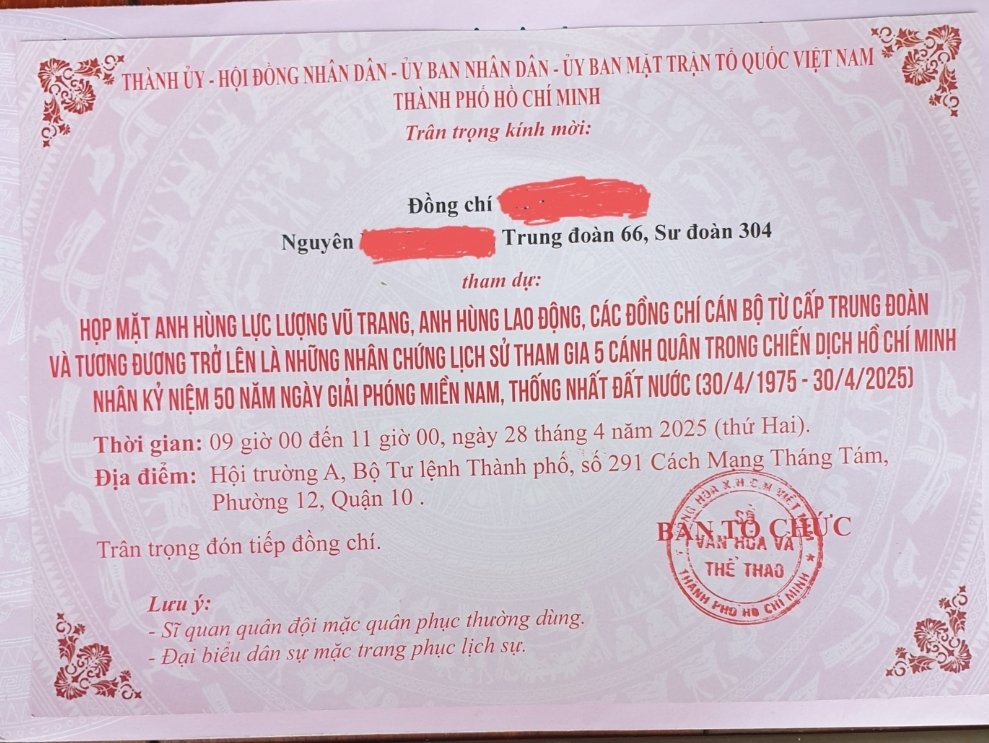 THÀNH ỦY - HỘI ĐỒNG NHÂN DÂN - ỦY BAN NHÂN DÂN - ỦY BAN MẶT TRẬN TỔ QUỐC VIỆT NAM
THÀNH PHỐ HỒ CHÍ MINH
Trân trọng kính mời:
Đồng chí
Nguyên Trung đoàn 66, Sư đoàn 304
tham dự:
HỌP MẶT ANH HÙNG LỰC LƯỢNG VŨ TRANG, ANH HÙNG LAO ĐỘNG, CÁC ĐỒNG CHÍ CÁN BỘ TỪ CẤP TRUNG ĐOÀN
VÀ TƯƠNG ĐƯƠNG TRỞ LÊN LÀ NHỮNG NHÂN CHỨNG LỊCH SỬ THAM GIA 5 CÁNH QUÂN TRONG CHIẾN DỊCH HỒ CHÍ MINH
NHÂN KỶ NIỆM 50 NĂM NGÀY GIẢI PHÓNG MIỀN NAM, THỐNG NHẤT ĐẤT NƯỚC (30/4/1975 - 30/4/2025)
Thời gian: 09 giờ 00 đến 11 giờ 00, ngày 28 tháng 4 năm 2025 (thứ Hai).
Địa điểm: Hội trường A, Bộ Tư lệnh Thành phố, số 291 Cách Mạng Tháng Tám,
Phường 12, Quận 10 .
Trân trọng đón tiếp đồng chí.
BAN TỔ CHỨC
HÒA X.H.C.N VIỆT
SỞ
VĂN HÓA VÀ
THỂ THAO
THÀNH PHỐ HỒ CHÍ MINH
Lưu ý:
- Sĩ quan quân đội mặc quân phục thường dùng.
- Đại biểu dân sự mặc trang phục lịch sự.